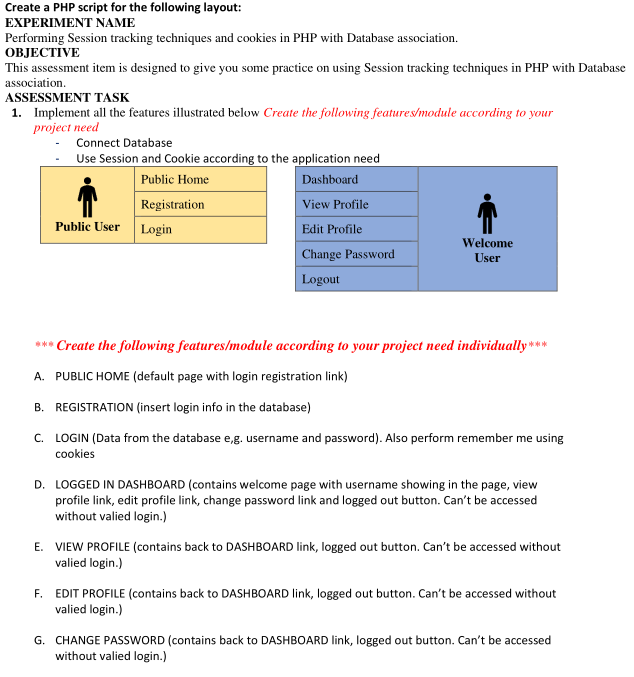 Create a PHP script for the following layout:
EXPERIMENT NAME
Performing Session tracking techniques and cookies in PHP with Database association.
OBJECTIVE
This assessment item is designed to give you some practice on using Session tracking techniques in PHP with Database
association.
ASSESSMENT TASK
1. Implement all the features illustrated below Create the following features/module according to your
project need
- Connect Database
- Use Session and Cookie according to the application need
Public User
Public Home
Registration
Login
Dashboard
View Profile
Edit Profile
Change Password
Logout
Welcome
User
*** Create the following features/module according to your project need individually***
A. PUBLIC HOME (default page with login registration link)
B. REGISTRATION (insert login info in the database)
C. LOGIN (Data from the database e,g. username and password). Also perform remember me using
cookies
D. LOGGED IN DASHBOARD (contains welcome page with username showing in the page, view
profile link, edit profile link, change password link and logged out button. Can't be accessed
without valied login.)
E. VIEW PROFILE (contains back to DASHBOARD link, logged out button. Can't be accessed without
valied login.)
F. EDIT PROFILE (contains back to DASHBOARD link, logged out button. Can't be accessed without
valied login.)
G. CHANGE PASSWORD (contains back to DASHBOARD link, logged out button. Can't be accessed
without valied login.)